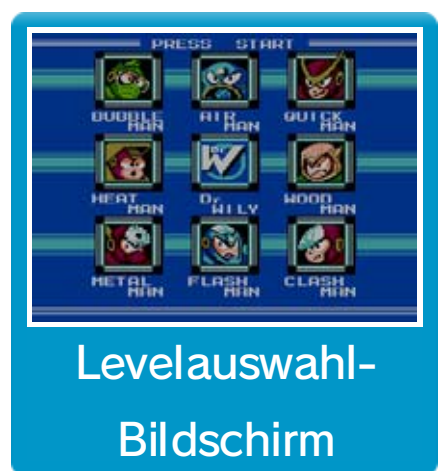 PRESS START
BUBBLE MAN AIR MAN QUICK MAN
HEAT MAN Dr. WILY WOOD MAN
METAL MAN FLASH MAN CLASH MAN
Levelauswahl-
Bildschirm